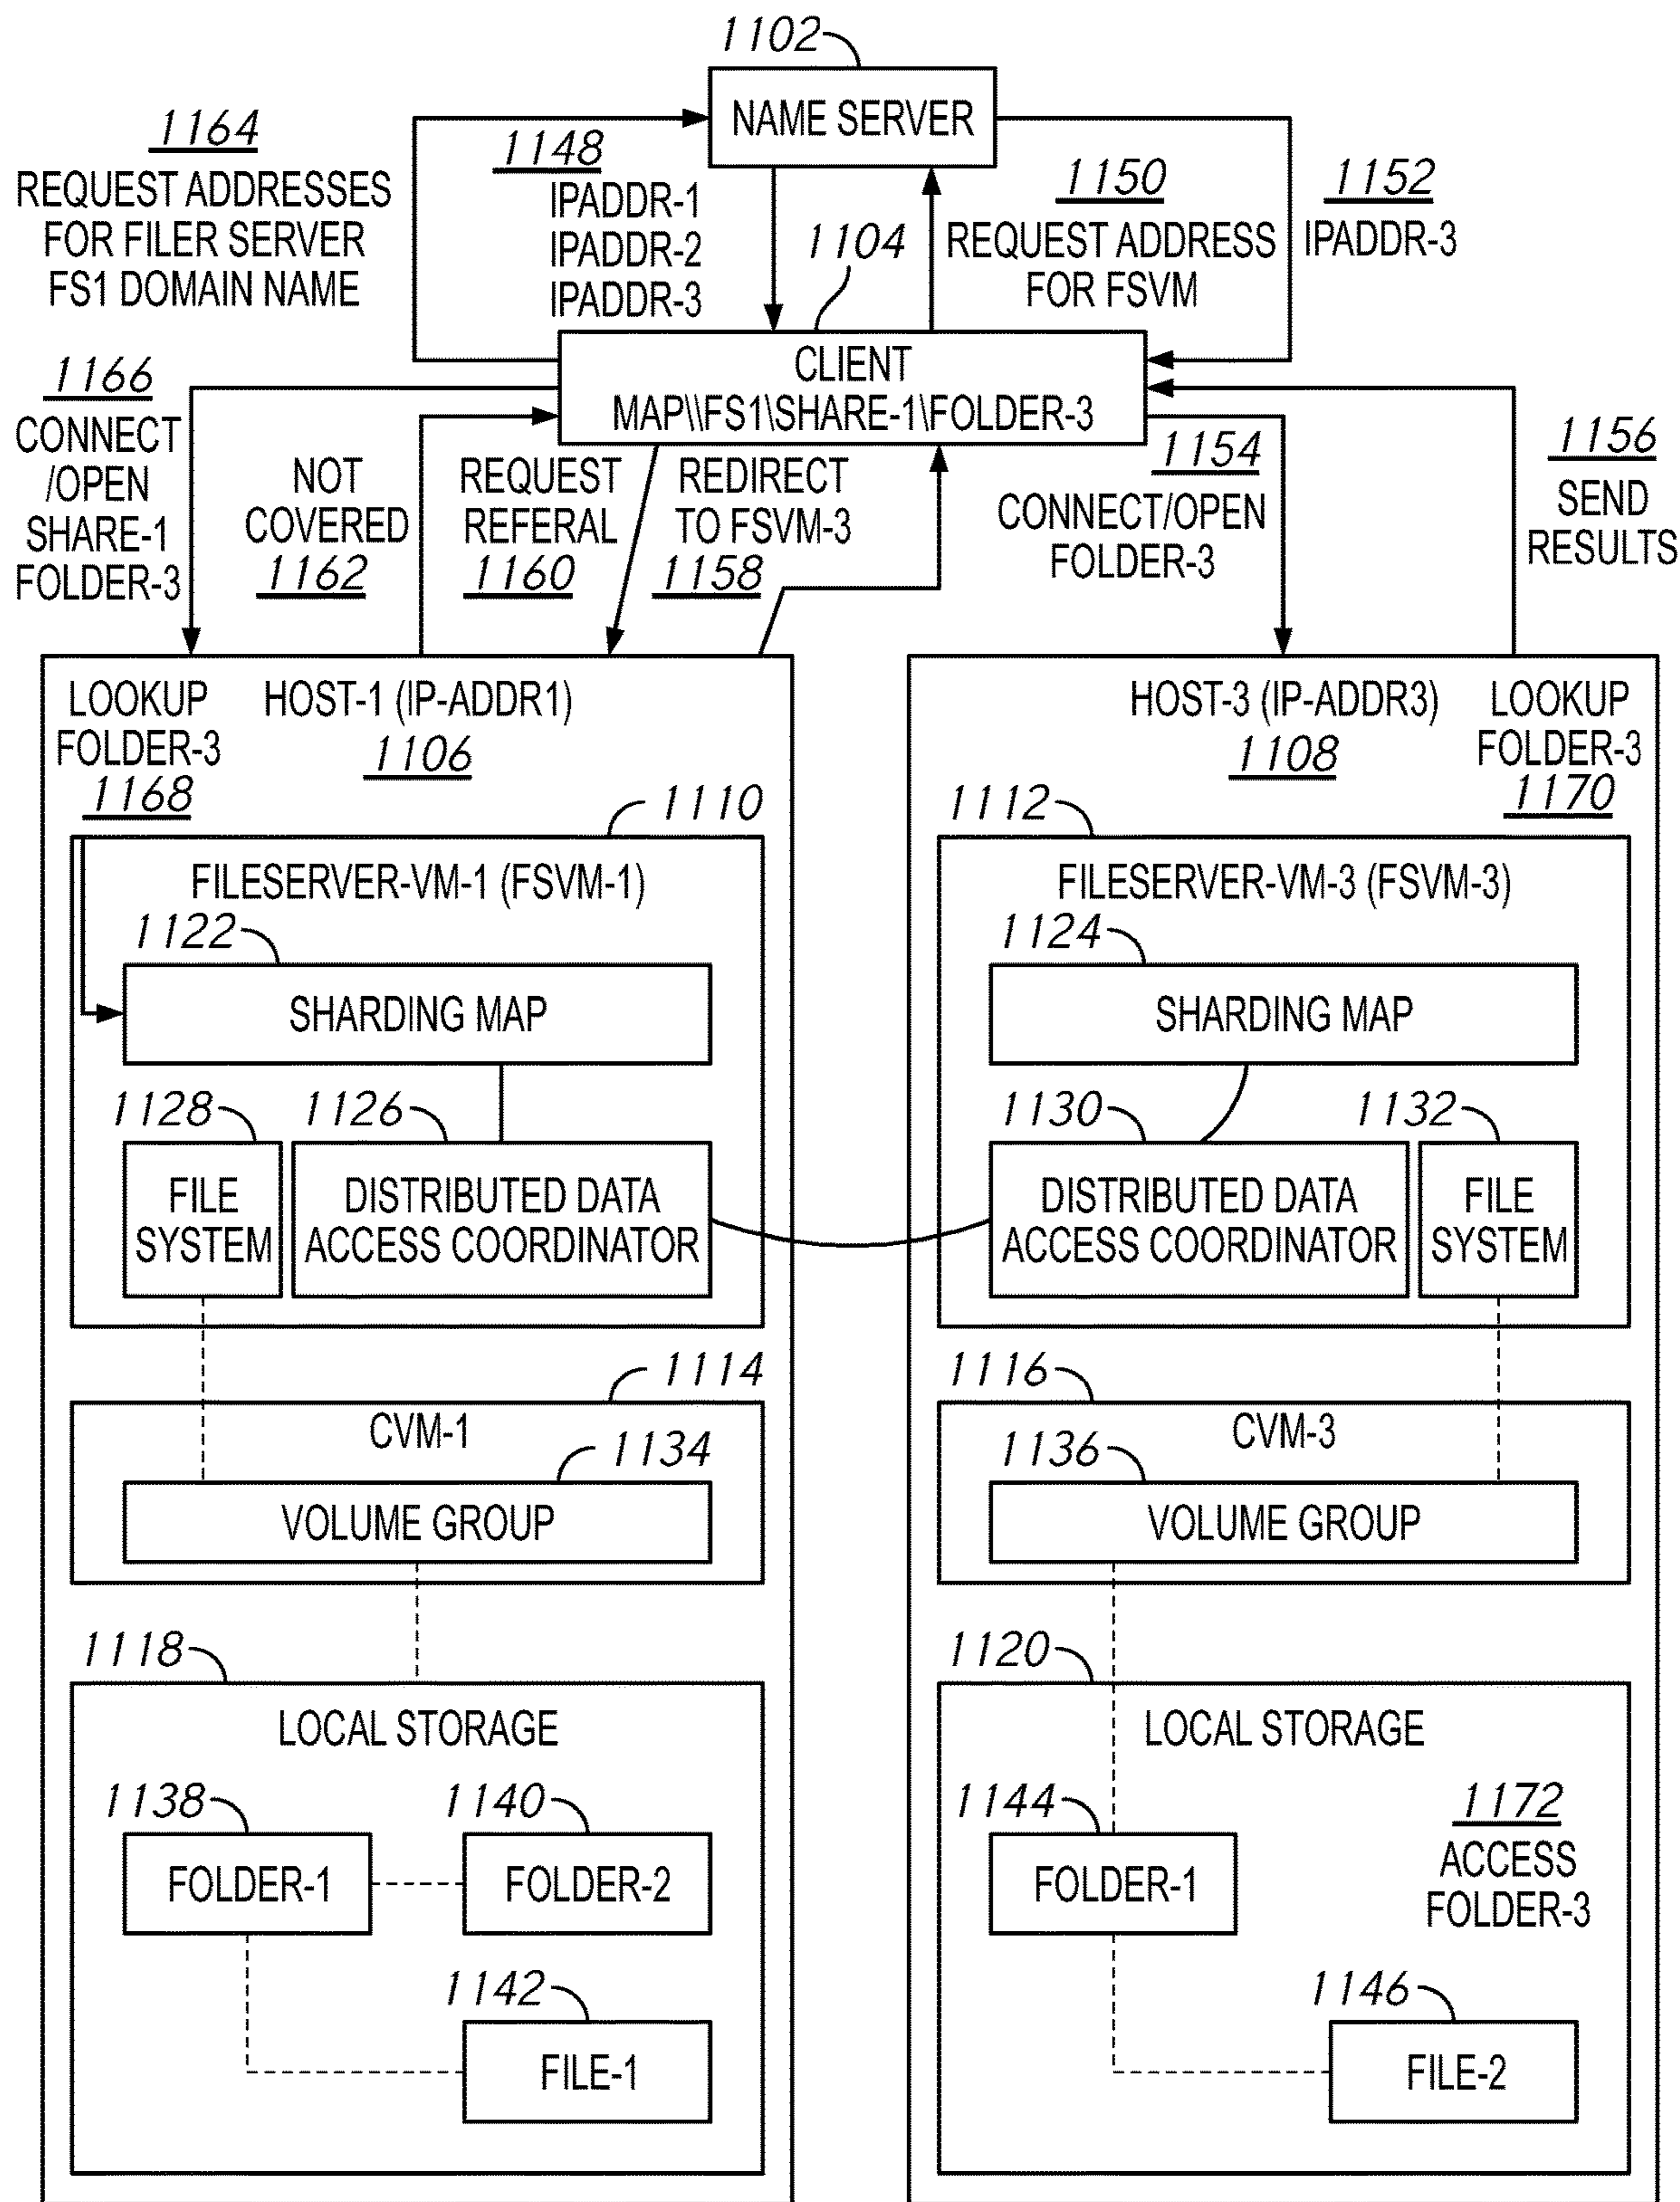 1102
NAME SERVER
1164
REQUEST ADDRESSES
FOR FILER SERVER
FS1 DOMAIN NAME
1148
IPADDR-1
IPADDR-2
IPADDR-3
1104
1150
REQUEST ADDRESS
FOR FSVM
1152
IPADDR-3
CLIENT
MAP\\FS1\SHARE-1\FOLDER-3
1166
CONNECT
/OPEN
SHARE-1
FOLDER-3
NOT
COVERED
1162
REQUEST
REFERAL
1160
REDIRECT
TO FSVM-3
1158
1154
CONNECT/OPEN
FOLDER-3
1156
SEND
RESULTS
LOOKUP
FOLDER-3
1168
HOST-1 (IP-ADDR1)
1106
1110
FILESERVER-VM-1 (FSVM-1)
1122
SHARDING MAP
1128
FILE
SYSTEM
1126
DISTRIBUTED DATA
ACCESS COORDINATOR
1114
CVM-1
1134
VOLUME GROUP
1118
LOCAL STORAGE
1138
FOLDER-1
1140
FOLDER-2
1142
FILE-1
HOST-3 (IP-ADDR3)
1108
LOOKUP
FOLDER-3
1170
1112
FILESERVER-VM-3 (FSVM-3)
1124
SHARDING MAP
1130
DISTRIBUTED DATA
ACCESS COORDINATOR
1132
FILE
SYSTEM
1116
CVM-3
1136
VOLUME GROUP
1120
LOCAL STORAGE
1144
FOLDER-1
1172
ACCESS
FOLDER-3
1146
FILE-2